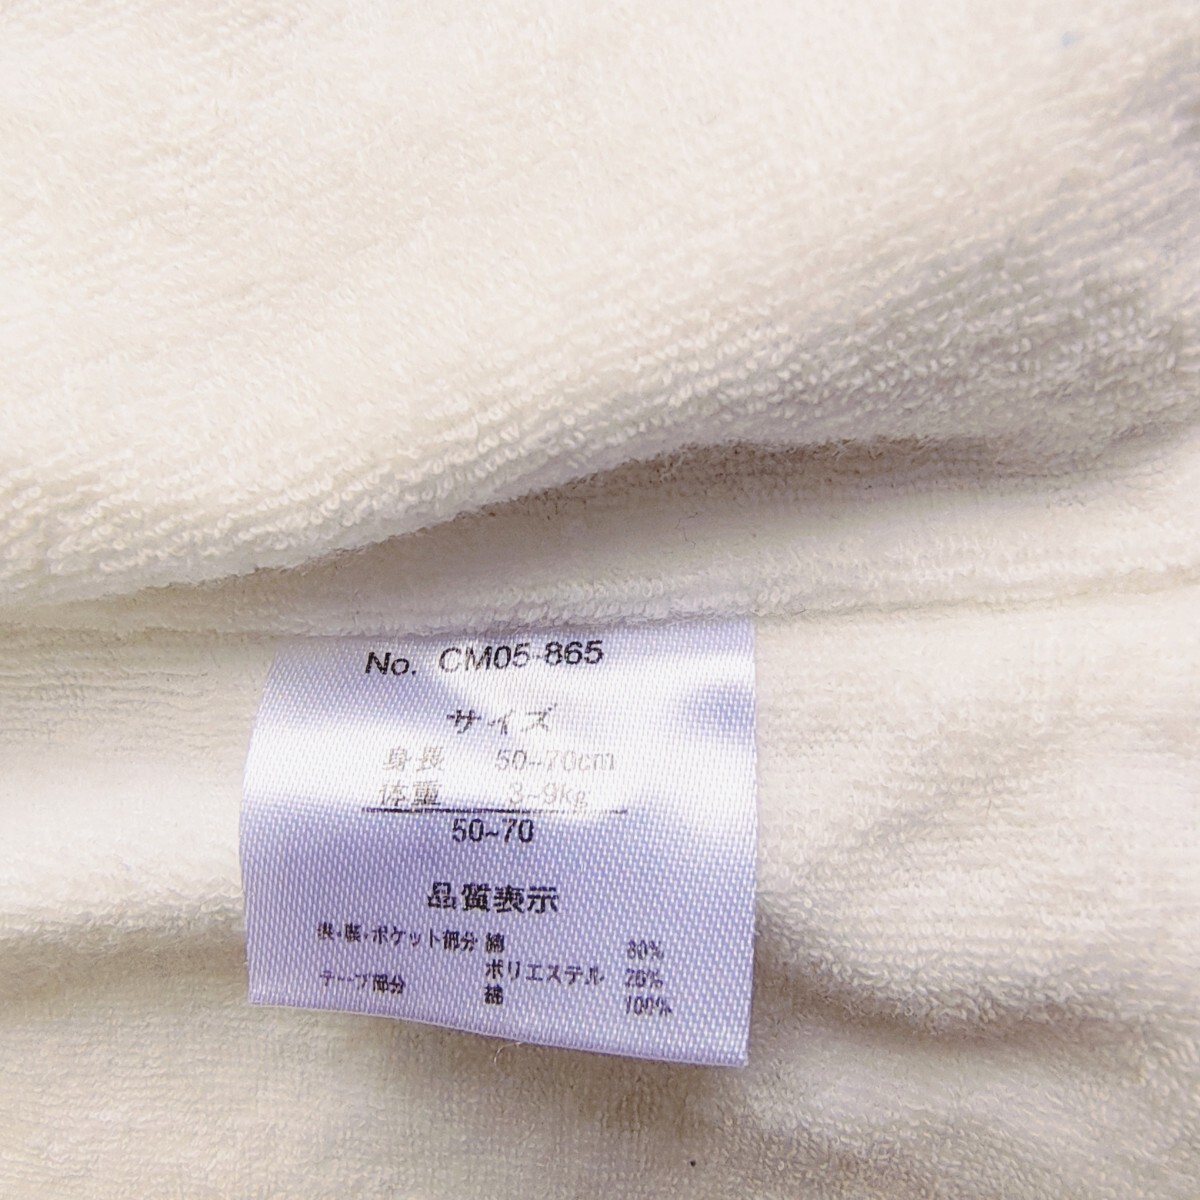 No. CM05-865
サイズ
身長 50~70cm
体重 3~9kg
50~70
品質表示
袋・襟・ポケット部分 綿 80%
ポリエステル 20%
テープ部分 綿 100%